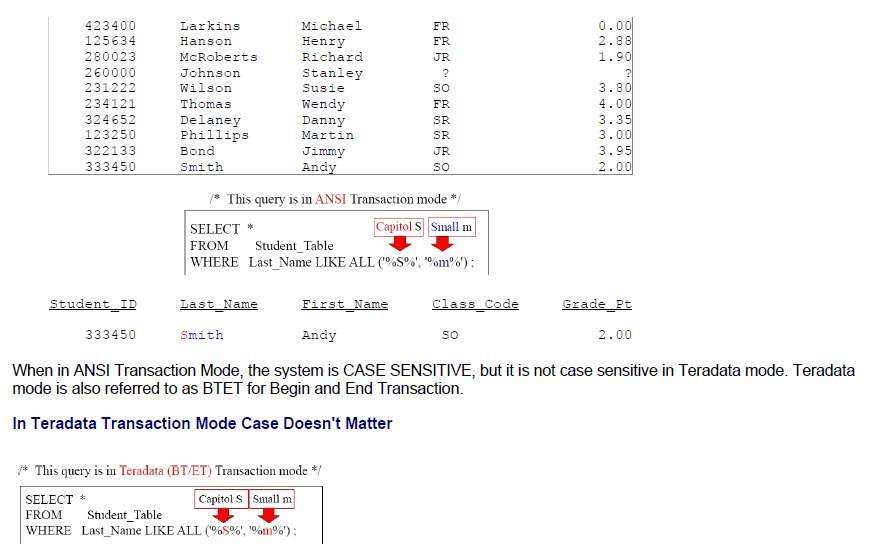 423400 Larkins Michael FR 0.00
125634 Hanson Henry FR 2.88
280023 McRoberts Richard JR 1.90
260000 Johnson Stanley ? ?
231222 Wilson Susie SO 3.80
234121 Thomas Wendy FR 4.00
324652 Delaney Danny SR 3.35
123250 Phillips Martin SR 3.00
322133 Bond Jimmy JR 3.95
333450 Smith Andy SO 2.00
/* This query is in ANSI Transaction mode */
SELECT * Capitol S Small m
FROM Student_Table
WHERE Last_Name LIKE ALL ('%S%', '%m%') ;
Student_ID Last_Name First_Name Class_Code Grade_Pt
333450 Smith Andy SO 2.00
When in ANSI Transaction Mode, the system is CASE SENSITIVE, but it is not case sensitive in Teradata mode. Teradata
mode is also referred to as BTET for Begin and End Transaction.
In Teradata Transaction Mode Case Doesn't Matter
/* This query is in Teradata (BT/ET) Transaction mode */
SELECT * Capitol S Small m
FROM Student_Table
WHERE Last_Name LIKE ALL ('%S%', '%m%') ;